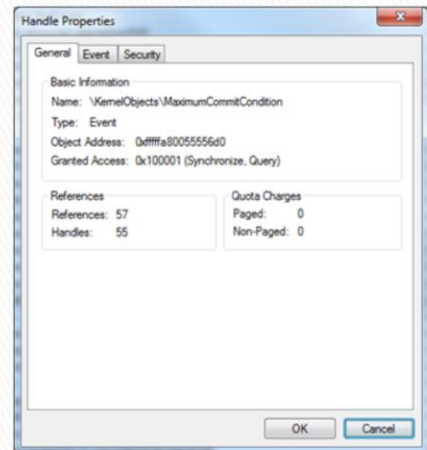 Handle Properties
General Event Security
Basic Information
Name: \KernelObjects\MaximumCommitCondition
Type: Event
Object Address: 0xfffffa80055556d0
Granted Access: 0x100001 (Synchronize, Query)
References
References: 57
Handles: 55
Quota Charges
Paged: 0
Non-Paged: 0
OK Cancel